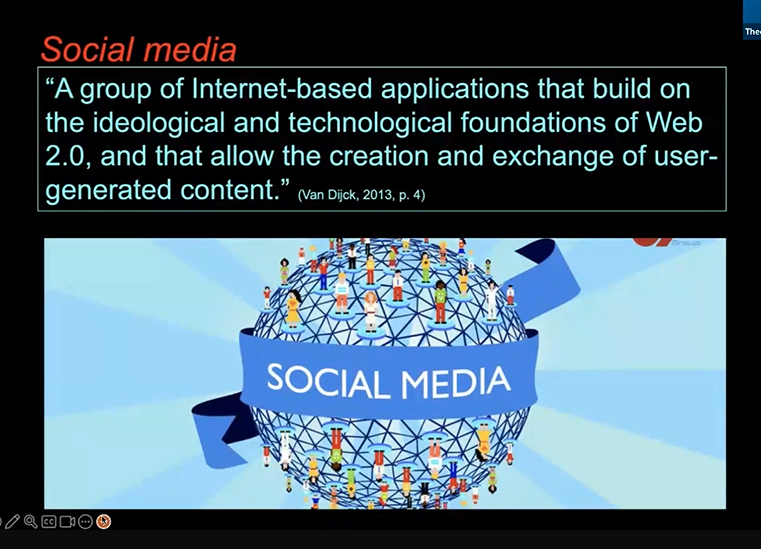 Thec
Social media
“A group of Internet-based applications that build on
the ideological and technological foundations of Web
2.0, and that allow the creation and exchange of user-
generated content.” (Van Dijck, 2013, p. 4)
Group
SOCIAL MEDIA
CC